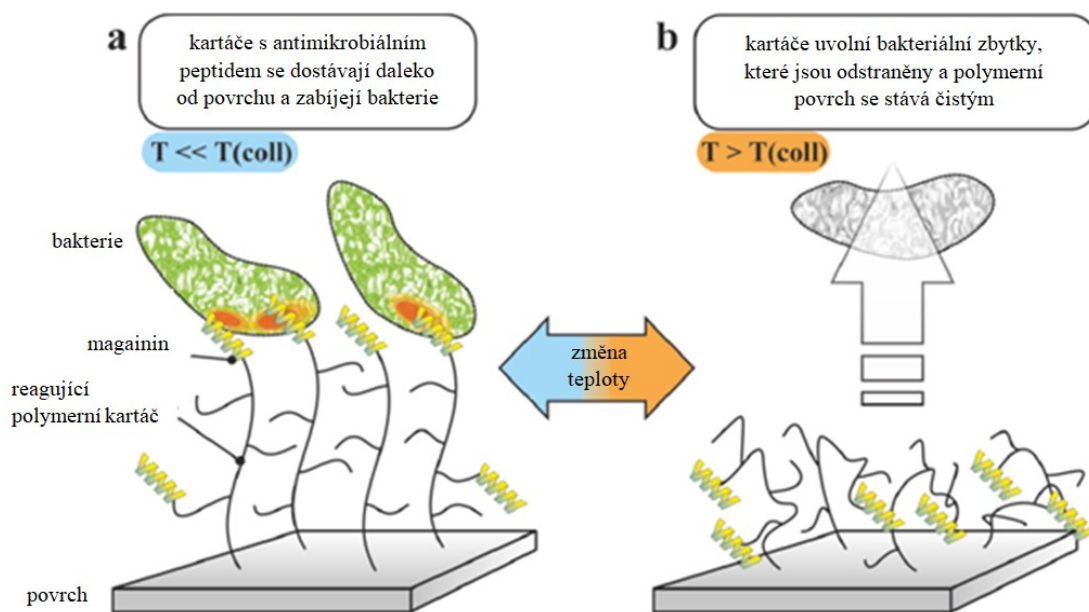 a
kartáče s antimikrobiálním
peptidem se dostávají daleko
od povrchu a zabíjejí bakterie
T << T(coll)
b
kartáče uvolní bakteriální zbytky,
které jsou odstraněny a polymerní
povrch se stává čistým
T > T(coll)
bakterie
magainin
reagující
polymerní kartáč
povrch
změna
teploty